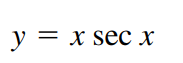 y = x sec x